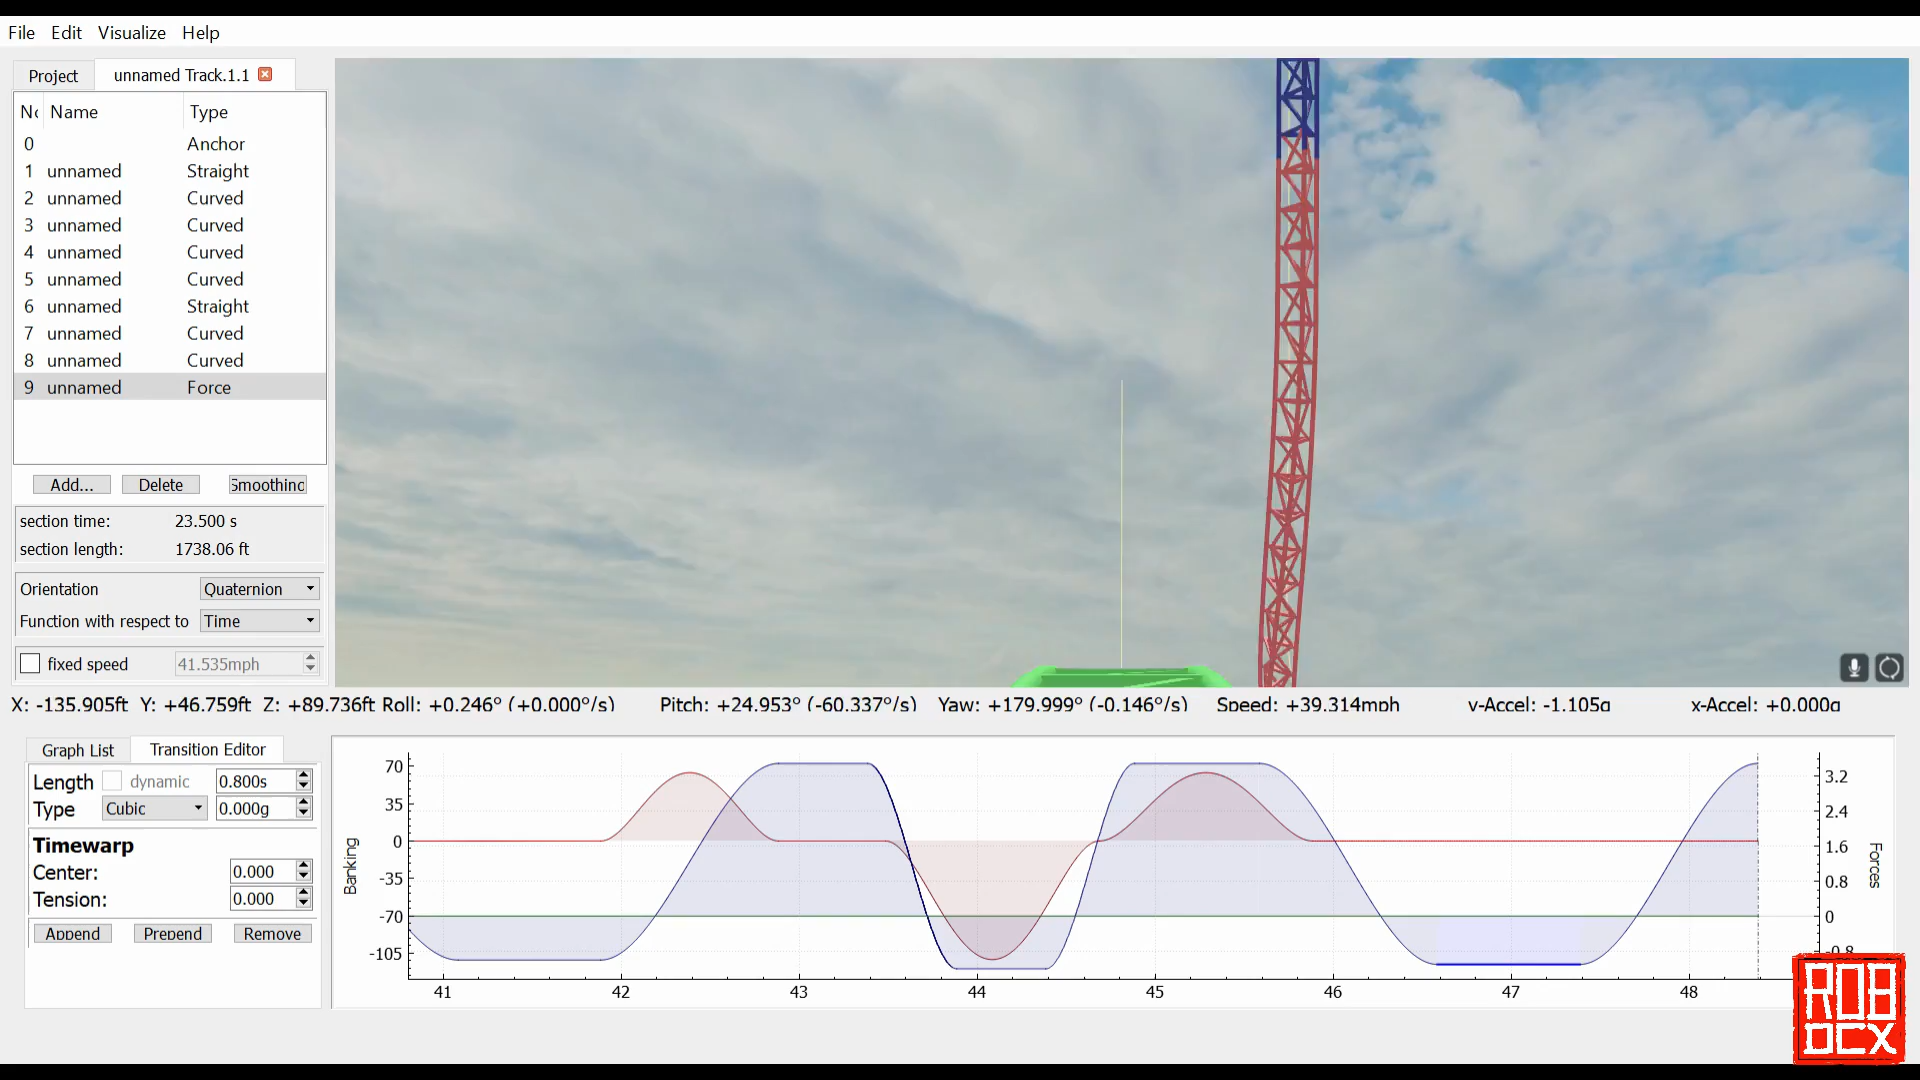 File Edit Visualize Help
Project unnamed Track.1.1
Name Type
0 Anchor
1 unnamed Straight
2 unnamed Curved
3 unnamed Curved
4 unnamed Curved
5 unnamed Curved
6 unnamed Straight
7 unnamed Curved
8 unnamed Curved
9 unnamed Force
Add... Delete Smoothing
section time: 23.500 s
section length: 1738.06 ft
Orientation Quaternion
Function with respect to Time
fixed speed 41.535mph
X: -135.905ft Y: +46.759ft Z: +89.736ft Roll: +0.246° (+0.000°/s) Pitch: +24.953° (-60.337°/s) Yaw: +179.999° (-0.146°/s) Speed: +39.314mph y-Accel: -1.105g x-Accel: +0.000g
Graph List Transition Editor
Length dynamic 0.800s
Type Cubic 0.000g
Timewarp
Center: 0.000
Tension: 0.000
Append Prepend Remove
Banking
70
35
0
-35
-70
-105
41 42 43 44 45 46 47 48
3.2
2.4
1.6
0.8
0
-0.8
Forces